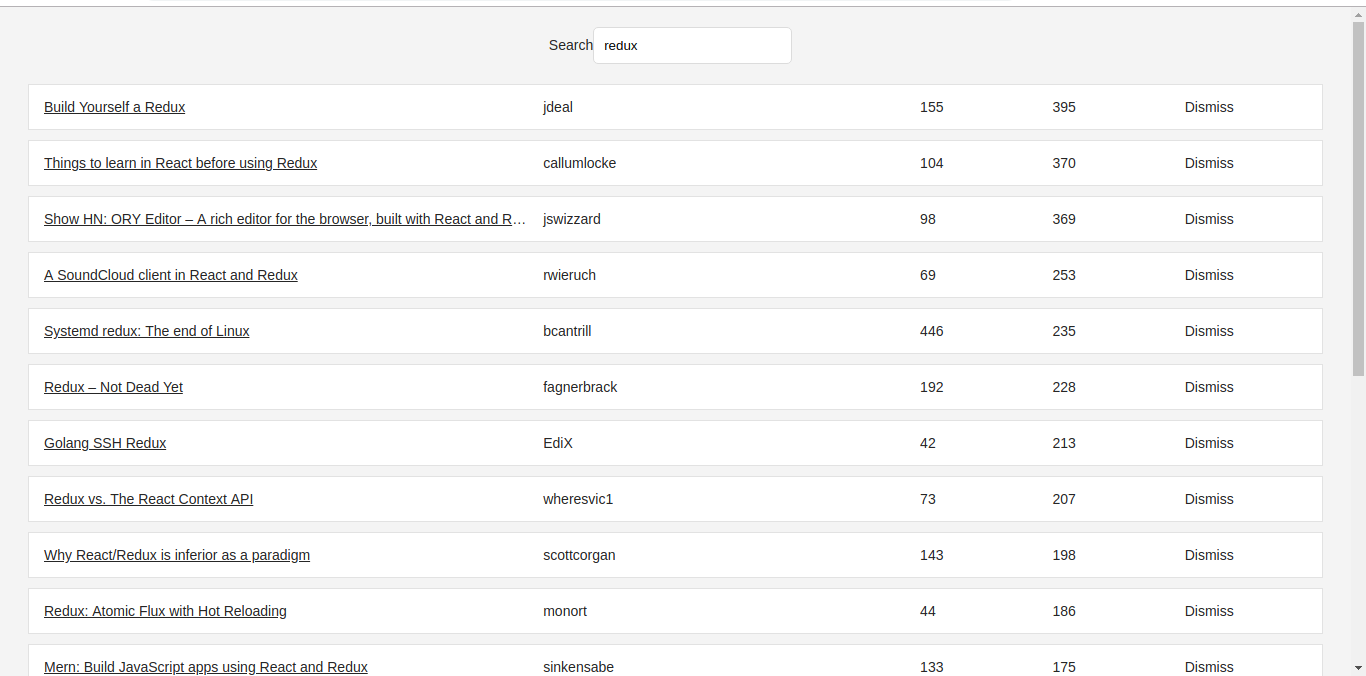 Search redux
Build Yourself a Redux jdeal 155 395 Dismiss
Things to learn in React before using Redux callumlocke 104 370 Dismiss
Show HN: ORY Editor – A rich editor for the browser, built with React and R… jswizzard 98 369 Dismiss
A SoundCloud client in React and Redux rwieruch 69 253 Dismiss
Systemd redux: The end of Linux bcantrill 446 235 Dismiss
Redux – Not Dead Yet fagnerbrack 192 228 Dismiss
Golang SSH Redux EdiX 42 213 Dismiss
Redux vs. The React Context API wheresvic1 73 207 Dismiss
Why React/Redux is inferior as a paradigm scottcorgan 143 198 Dismiss
Redux: Atomic Flux with Hot Reloading monort 44 186 Dismiss
Mern: Build JavaScript apps using React and Redux sinkensabe 133 175 Dismiss